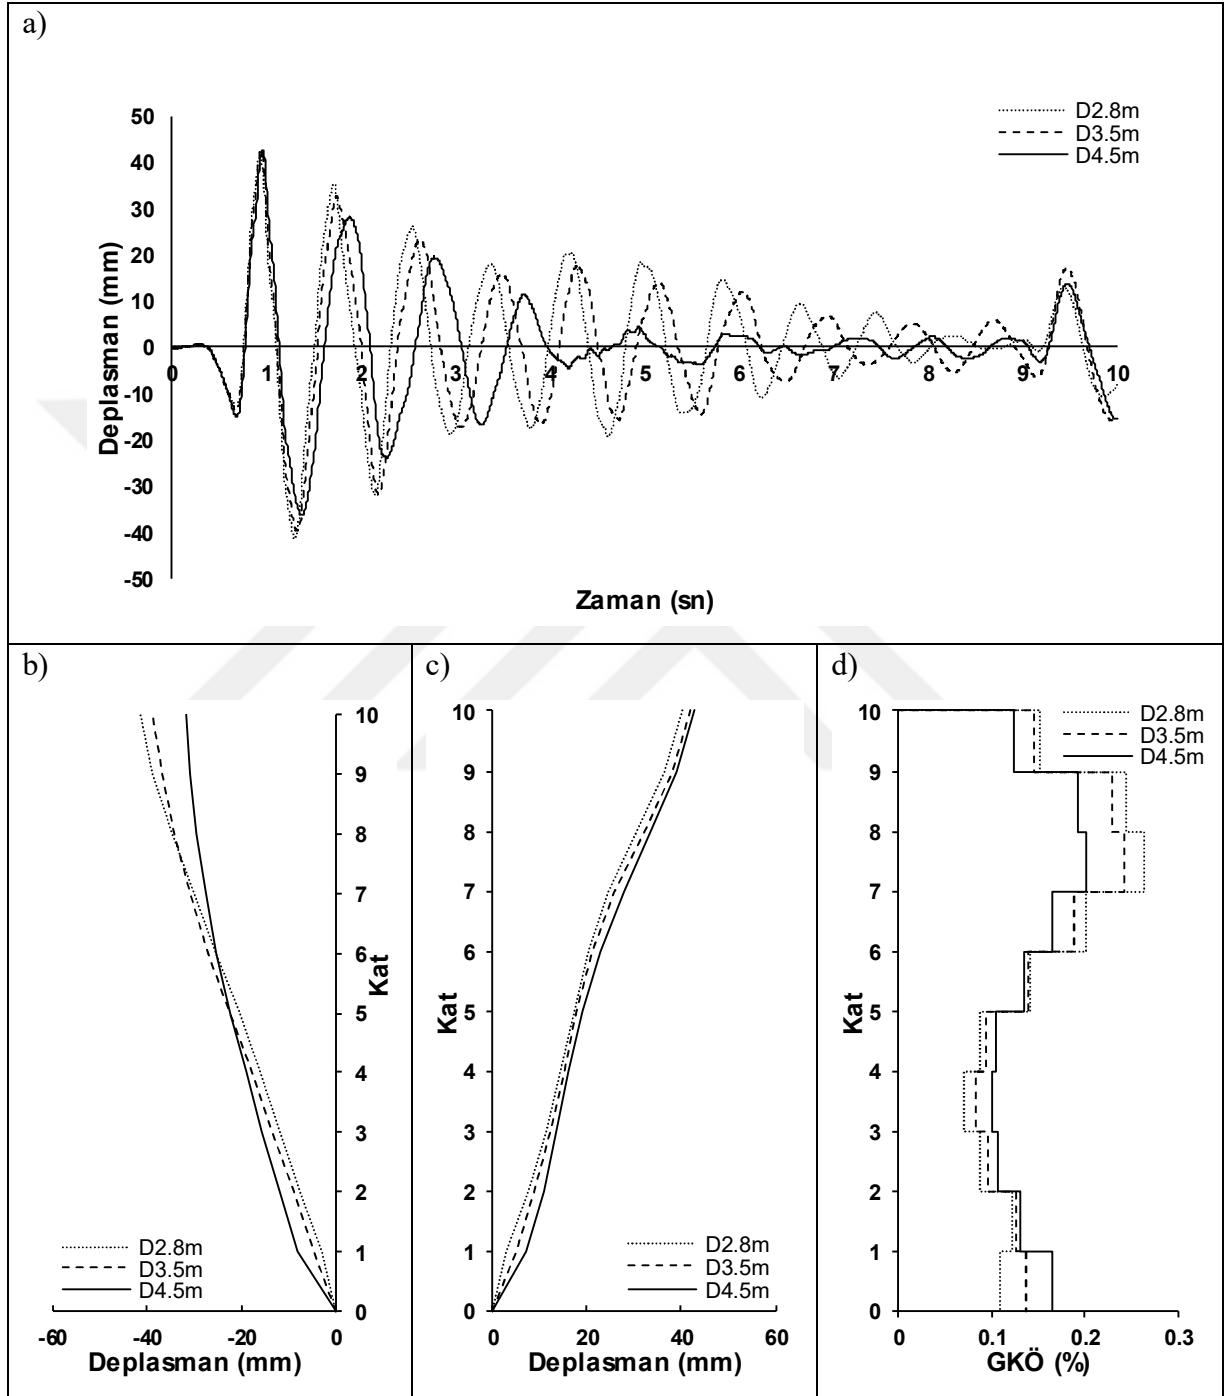 a)
D2.8m
D3.5m
D4.5m
50
40
30
20
10
0
-10
-20
-30
-40
-50
Deplasman (mm)
0 1 2 3 4 5 6 7 8 9 10
Zaman (sn)
b)
10
9
8
7
6
5
4
3
2
1
0
Kat
D2.8m
D3.5m
D4.5m
-60 -40 -20 0
Deplasman (mm)
c)
10
9
8
7
6
5
4
3
2
1
0
Kat
D2.8m
D3.5m
D4.5m
0 20 40 60
Deplasman (mm)
d)
D2.8m
D3.5m
D4.5m
10
9
8
7
6
5
4
3
2
1
0
Kat
0 0.1 0.2 0.3
GKÖ (%)